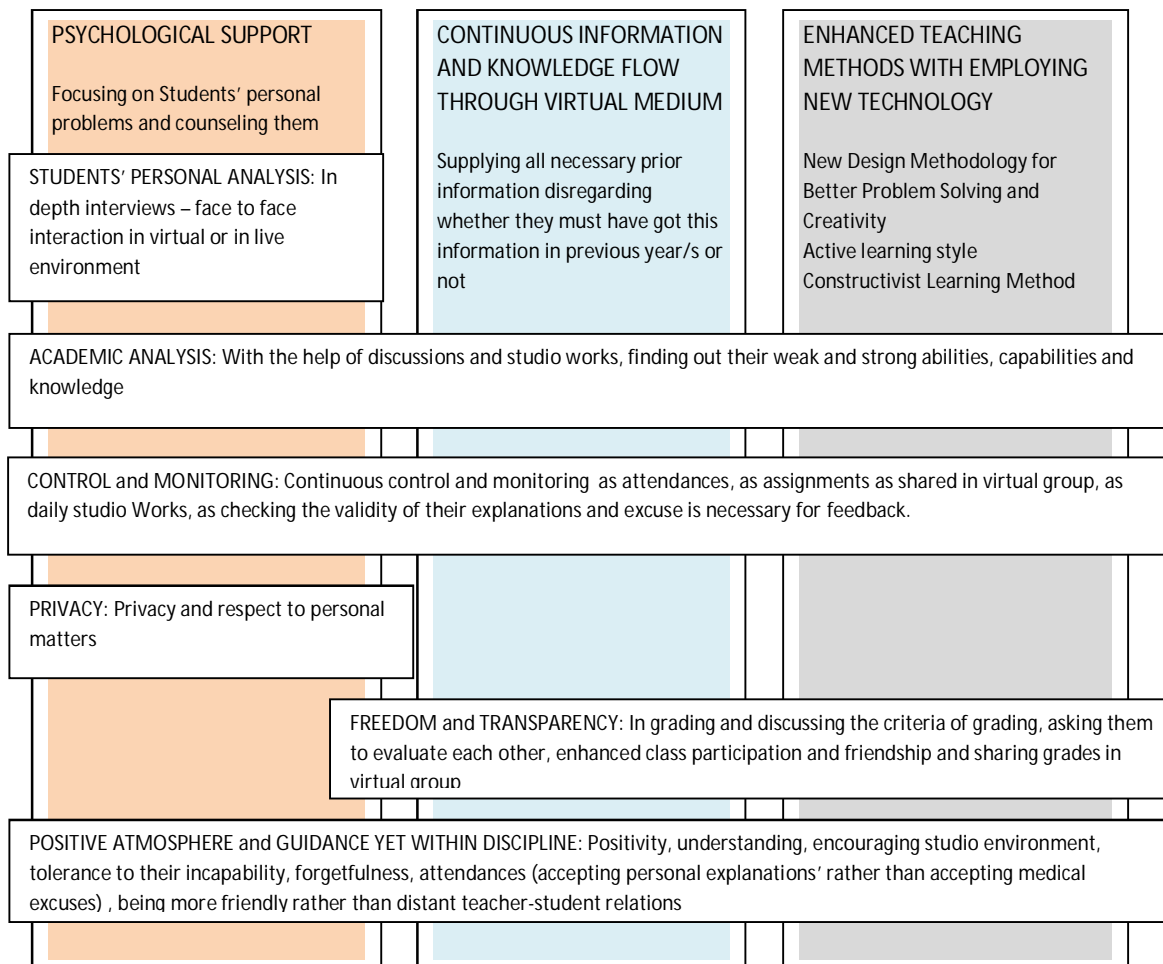 PSYCHOLOGICAL SUPPORT
Focusing on Students' personal
problems and counseling them
CONTINUOUS INFORMATION
AND KNOWLEDGE FLOW
THROUGH VIRTUAL MEDIUM
Supplying all necessary prior
information disregarding
whether they must have got this
information in previous year/s or
not
ENHANCED TEACHING
METHODS WITH EMPLOYING
NEW TECHNOLOGY
New Design Methodology for
Better Problem Solving and
Creativity
Active learning style
Constructivist Learning Method
STUDENTS' PERSONAL ANALYSIS: In
depth interviews – face to face
interaction in virtual or in live
environment
ACADEMIC ANALYSIS: With the help of discussions and studio works, finding out their weak and strong abilities, capabilities and
knowledge
CONTROL and MONITORING: Continuous control and monitoring as attendances, as assignments as shared in virtual group, as
daily studio Works, as checking the validity of their explanations and excuse is necessary for feedback.
PRIVACY: Privacy and respect to personal
matters
FREEDOM and TRANSPARENCY: In grading and discussing the criteria of grading, asking them
to evaluate each other, enhanced class participation and friendship and sharing grades in
virtual group
POSITIVE ATMOSPHERE and GUIDANCE YET WITHIN DISCIPLINE: Positivity, understanding, encouraging studio environment,
tolerance to their incapability, forgetfulness, attendances (accepting personal explanations' rather than accepting medical
excuses) , being more friendly rather than distant teacher-student relations